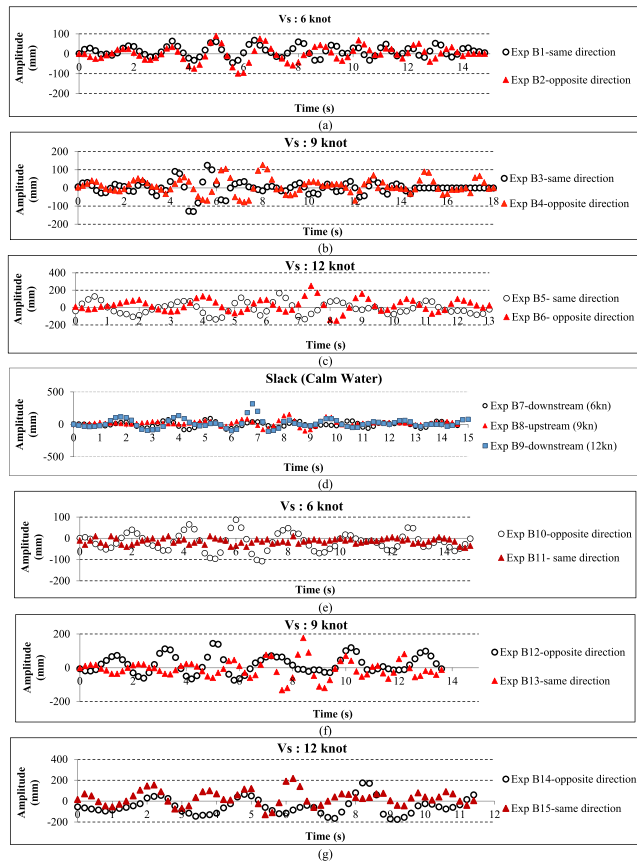 Vs : 6 knot
Amplitude
(mm)
100
0
-100
-200
0 2 4 6 8 10 12 14
Time (s)
Exp B1-same direction
Exp B2-opposite direction
(a)
Vs : 9 knot
Amplitude
(mm)
200
100
0
-100
-200
0 2 4 6 8 10 12 14 16 18
Time (s)
Exp B3-same direction
Exp B4-opposite direction
(b)
Vs : 12 knot
Amplitude
(mm)
400
200
0
-200
0 1 2 3 4 5 6 7 8 9 10 11 12 13
Time (s)
Exp B5- same direction
Exp B6- opposite direction
(c)
Slack (Calm Water)
Amplitude
(mm)
500
0
-500
0 1 2 3 4 5 6 7 8 9 10 11 12 13 14 15
Time (s)
Exp B7-downstream (6kn)
Exp B8-upstream (9kn)
Exp B9-downstream (12kn)
(d)
Vs : 6 knot
Amplitude
(mm)
100
0
-100
-200
0 2 4 6 8 10 12 14
Time (s)
Exp B10-opposite direction
Exp B11- same direction
(e)
Vs : 9 knot
Amplitude
(mm)
200
0
-200
0 2 4 6 8 10 12 14
Time (s)
Exp B12-opposite direction
Exp B13-same direction
(f)
Vs : 12 knot
Amplitude
(mm)
400
200
0
-200
0 1 2 3 4 5 6 7 8 9 10 11 12
Time (s)
Exp B14-opposite direction
Exp B15-same direction
(g)